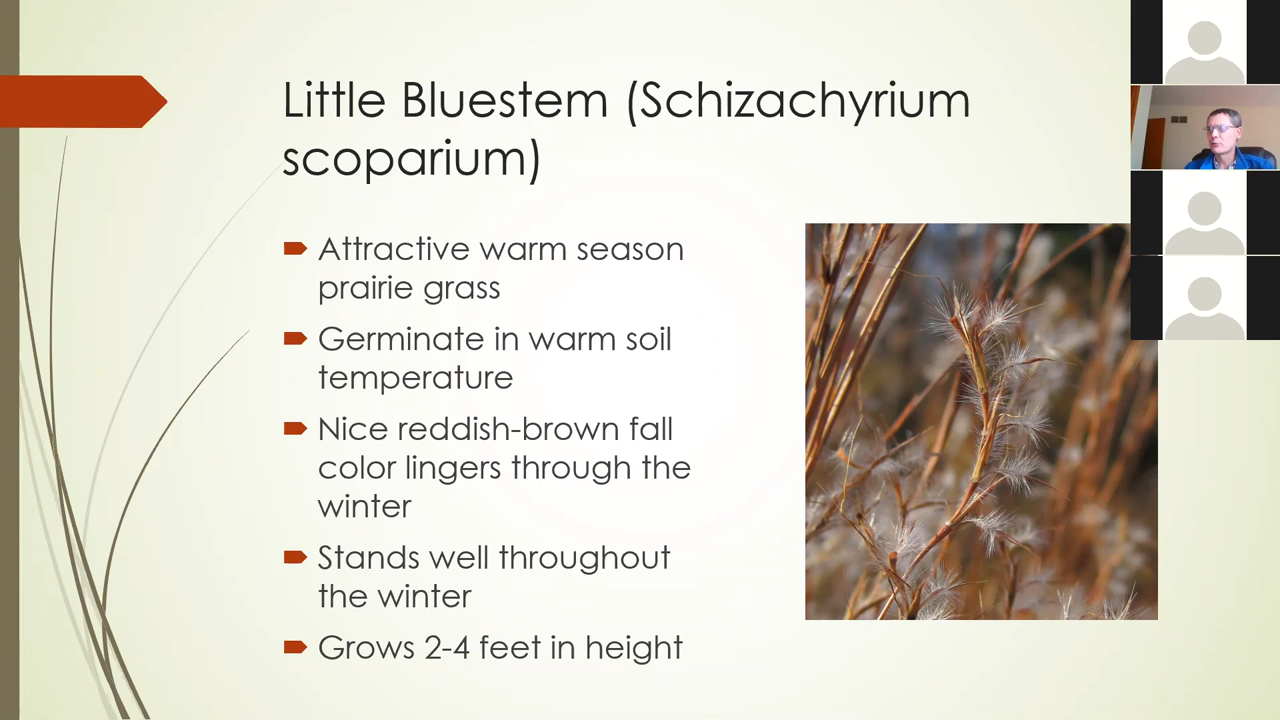 Little Bluestem (Schizachyrium
scoparium)
Attractive warm season
prairie grass
Germinate in warm soil
temperature
Nice reddish-brown fall
color lingers through the
winter
Stands well throughout
the winter
Grows 2-4 feet in height